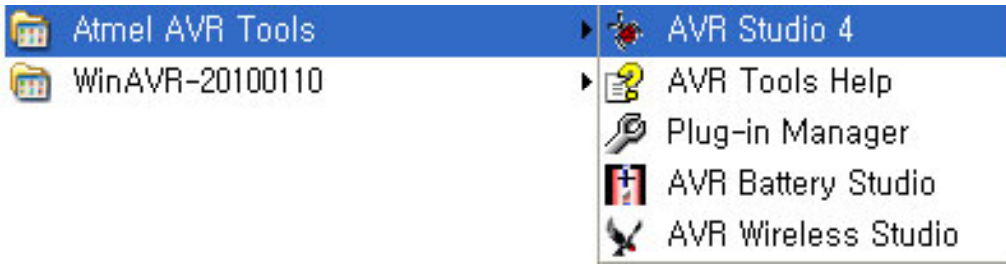 Atmel AVR Tools
WinAVR-20100110
AVR Studio 4
AVR Tools Help
Plug-in Manager
AVR Battery Studio
AVR Wireless Studio